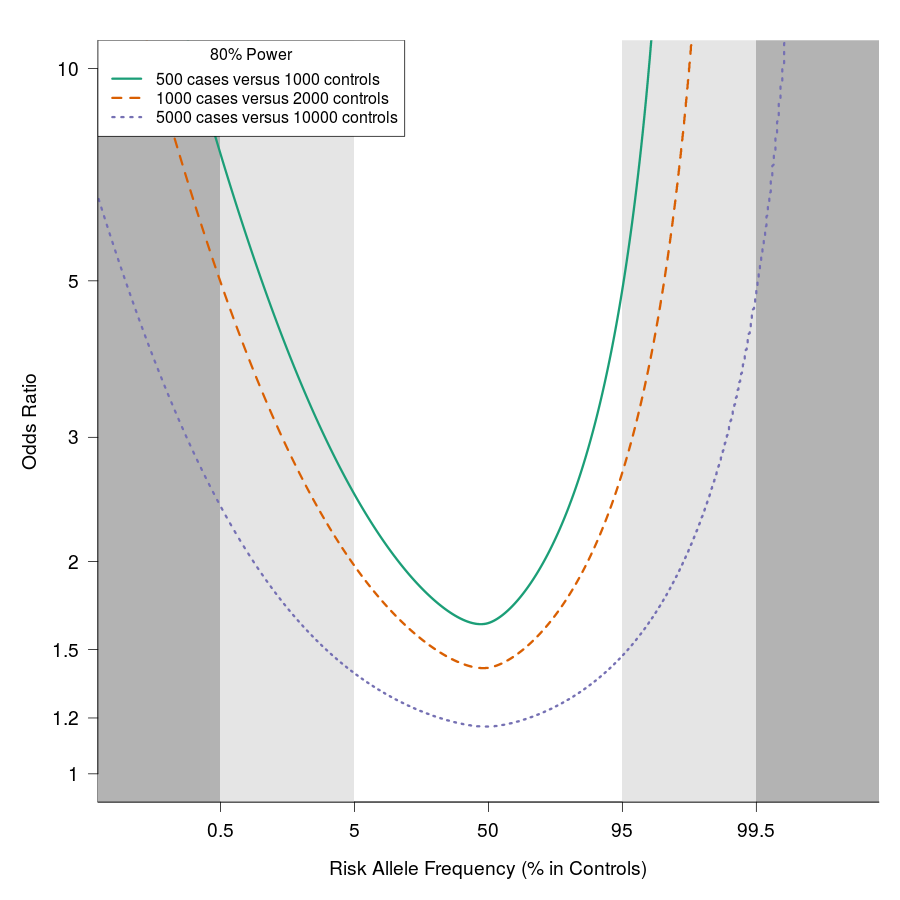 80% Power
500 cases versus 1000 controls
1000 cases versus 2000 controls
5000 cases versus 10000 controls
10
5
3
2
1.5
1.2
1
Odds Ratio
0.5 5 50 95 99.5
Risk Allele Frequency (% in Controls)